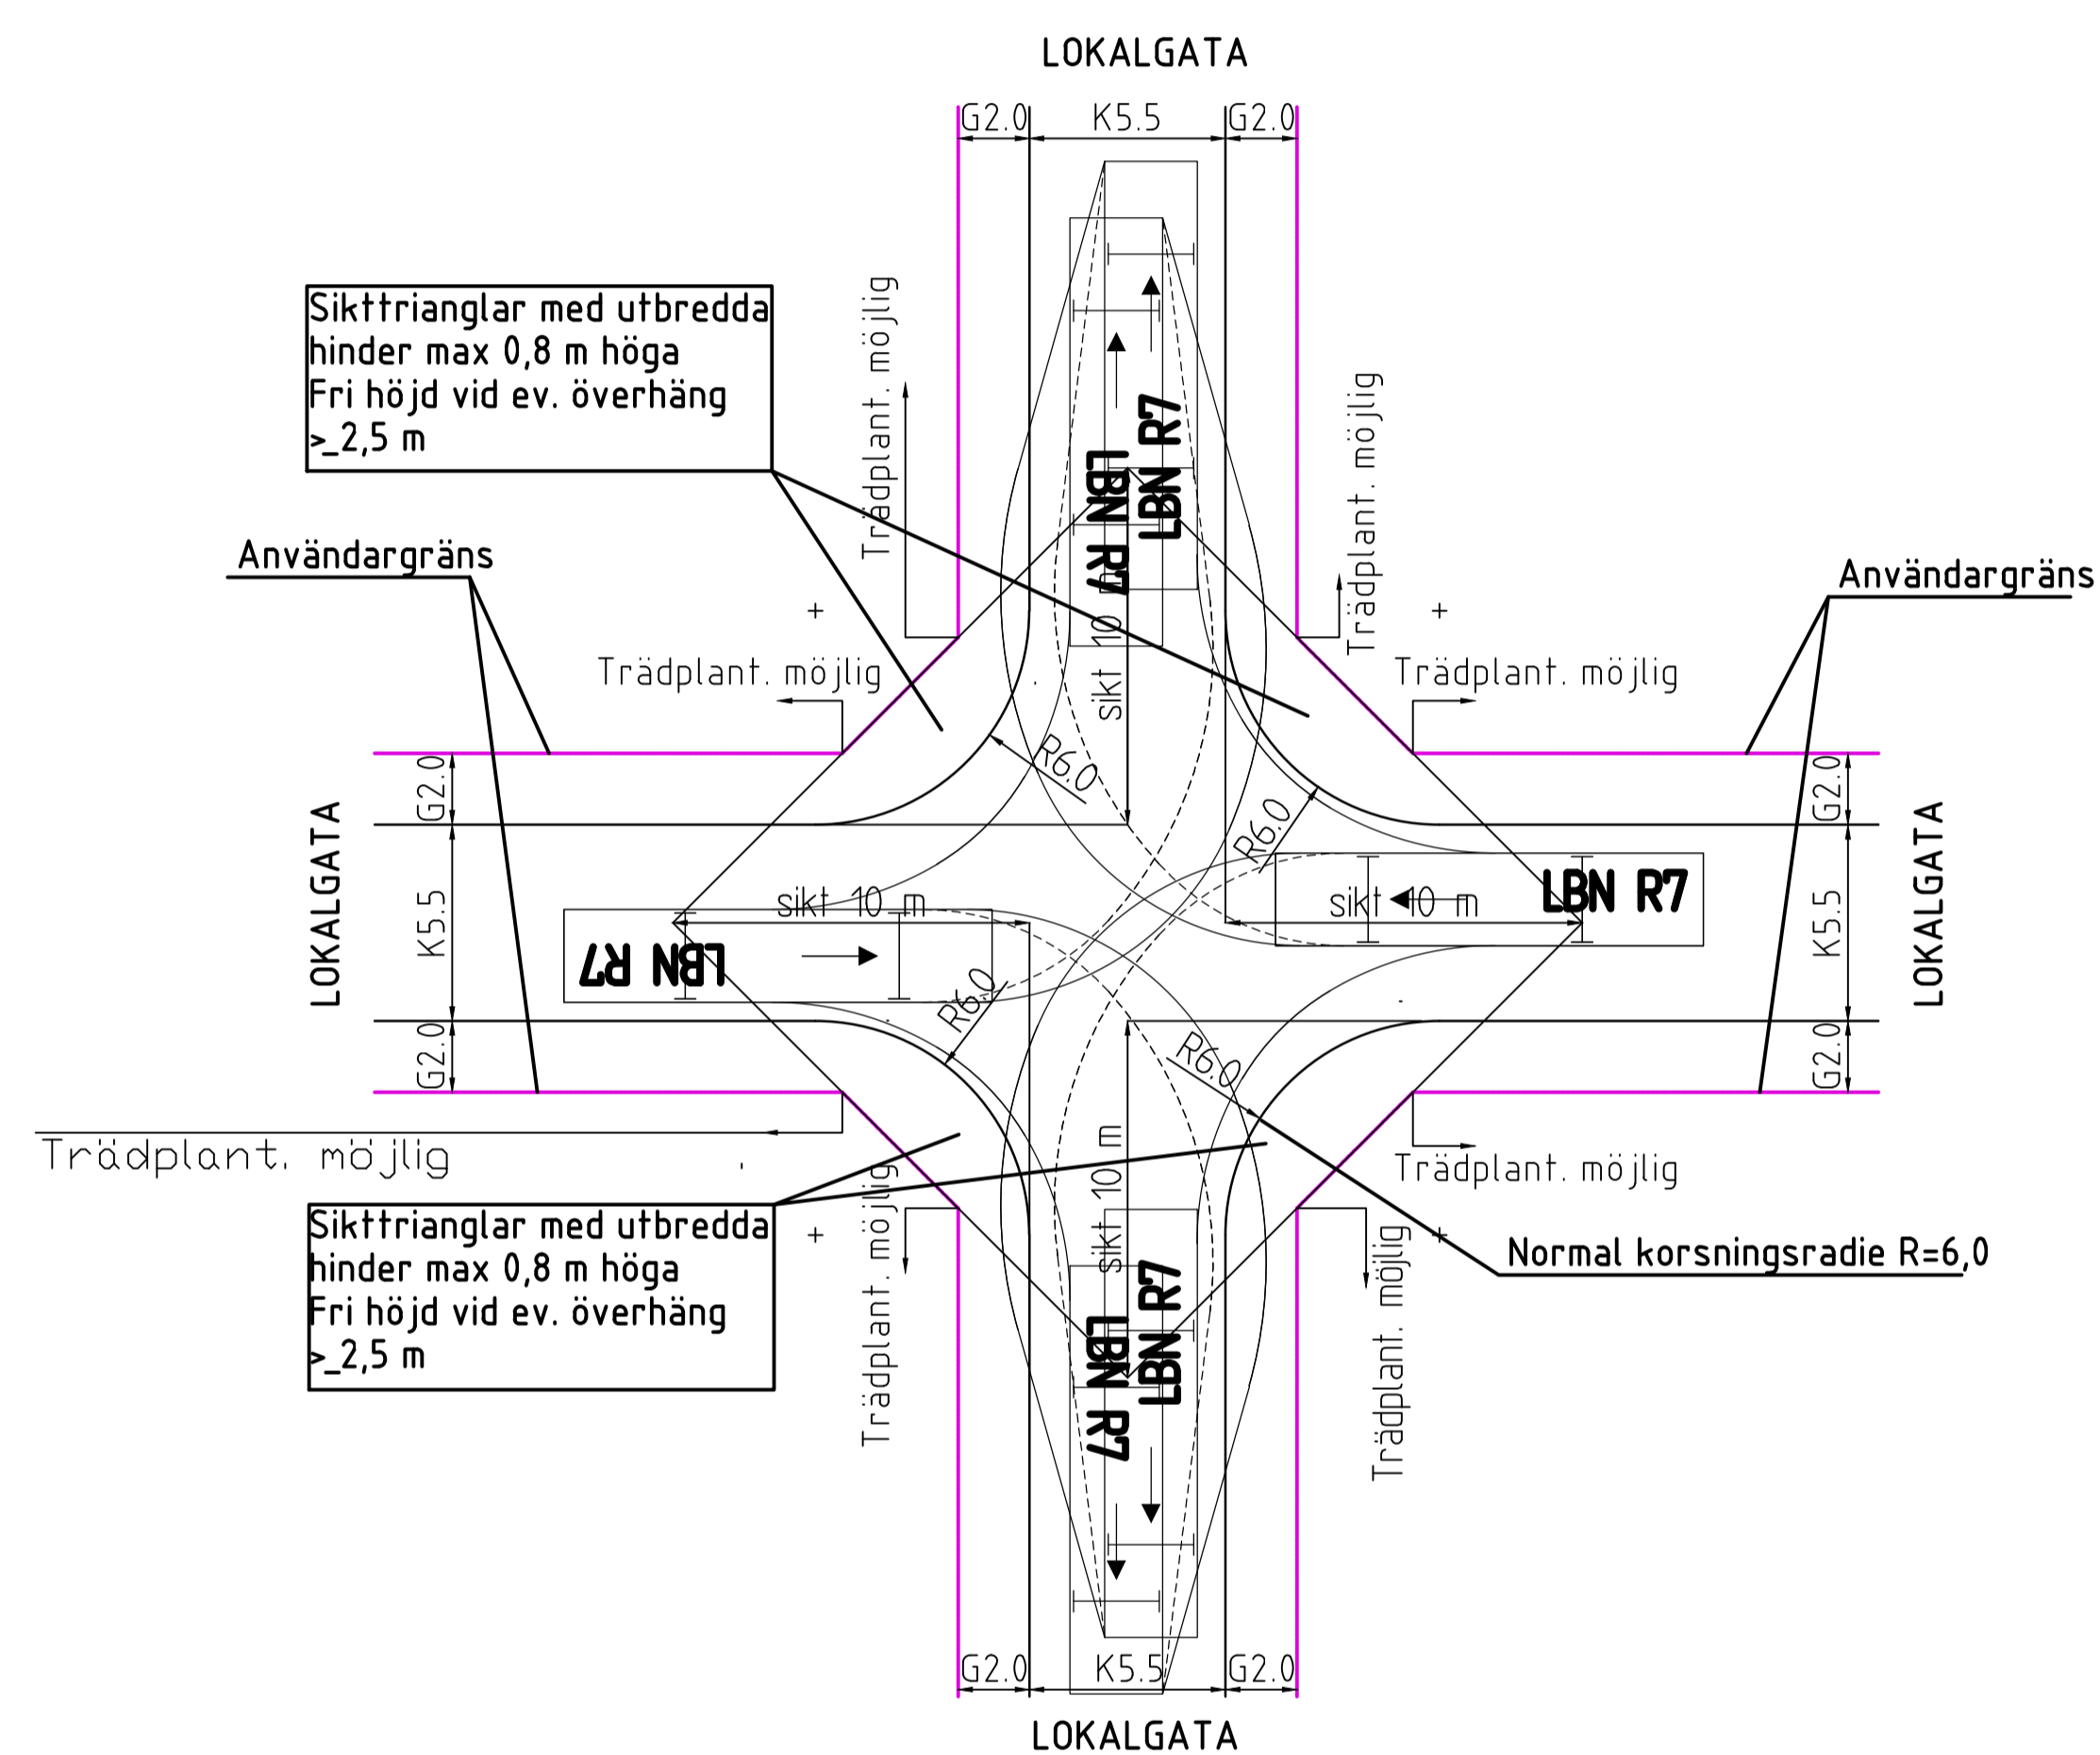 LOKALGATA
G2.0 K5.5 G2.0
Sikttrianglar med utbredda
hinder max 0,8 m höga
Fri höjd vid ev. överhäng
>_2,5 m
Trädplant. möjlig
Trädplant. möjlig
LBN R7
LBN R7
sikt 10 m
Användargräns
Användargräns
Trädplant. möjlig
Trädplant. möjlig
R6.0
R6.0
LOKALGATA
G2.0
K5.5
G2.0
sikt 10 m
LBN R7
sikt 10 m
LBN R7
G2.0
K5.5
G2.0
LOKALGATA
R6.0
R6.0
Trädplant. möjlig
Trädplant. möjlig
Trädplant. möjlig
sikt 10 m
Trädplant. möjlig
Sikttrianglar med utbredda
hinder max 0,8 m höga
Fri höjd vid ev. överhäng
>_2,5 m
Normal korsningsradie R=6,0
LBN R7
LBN R7
G2.0 K5.5 G2.0
LOKALGATA